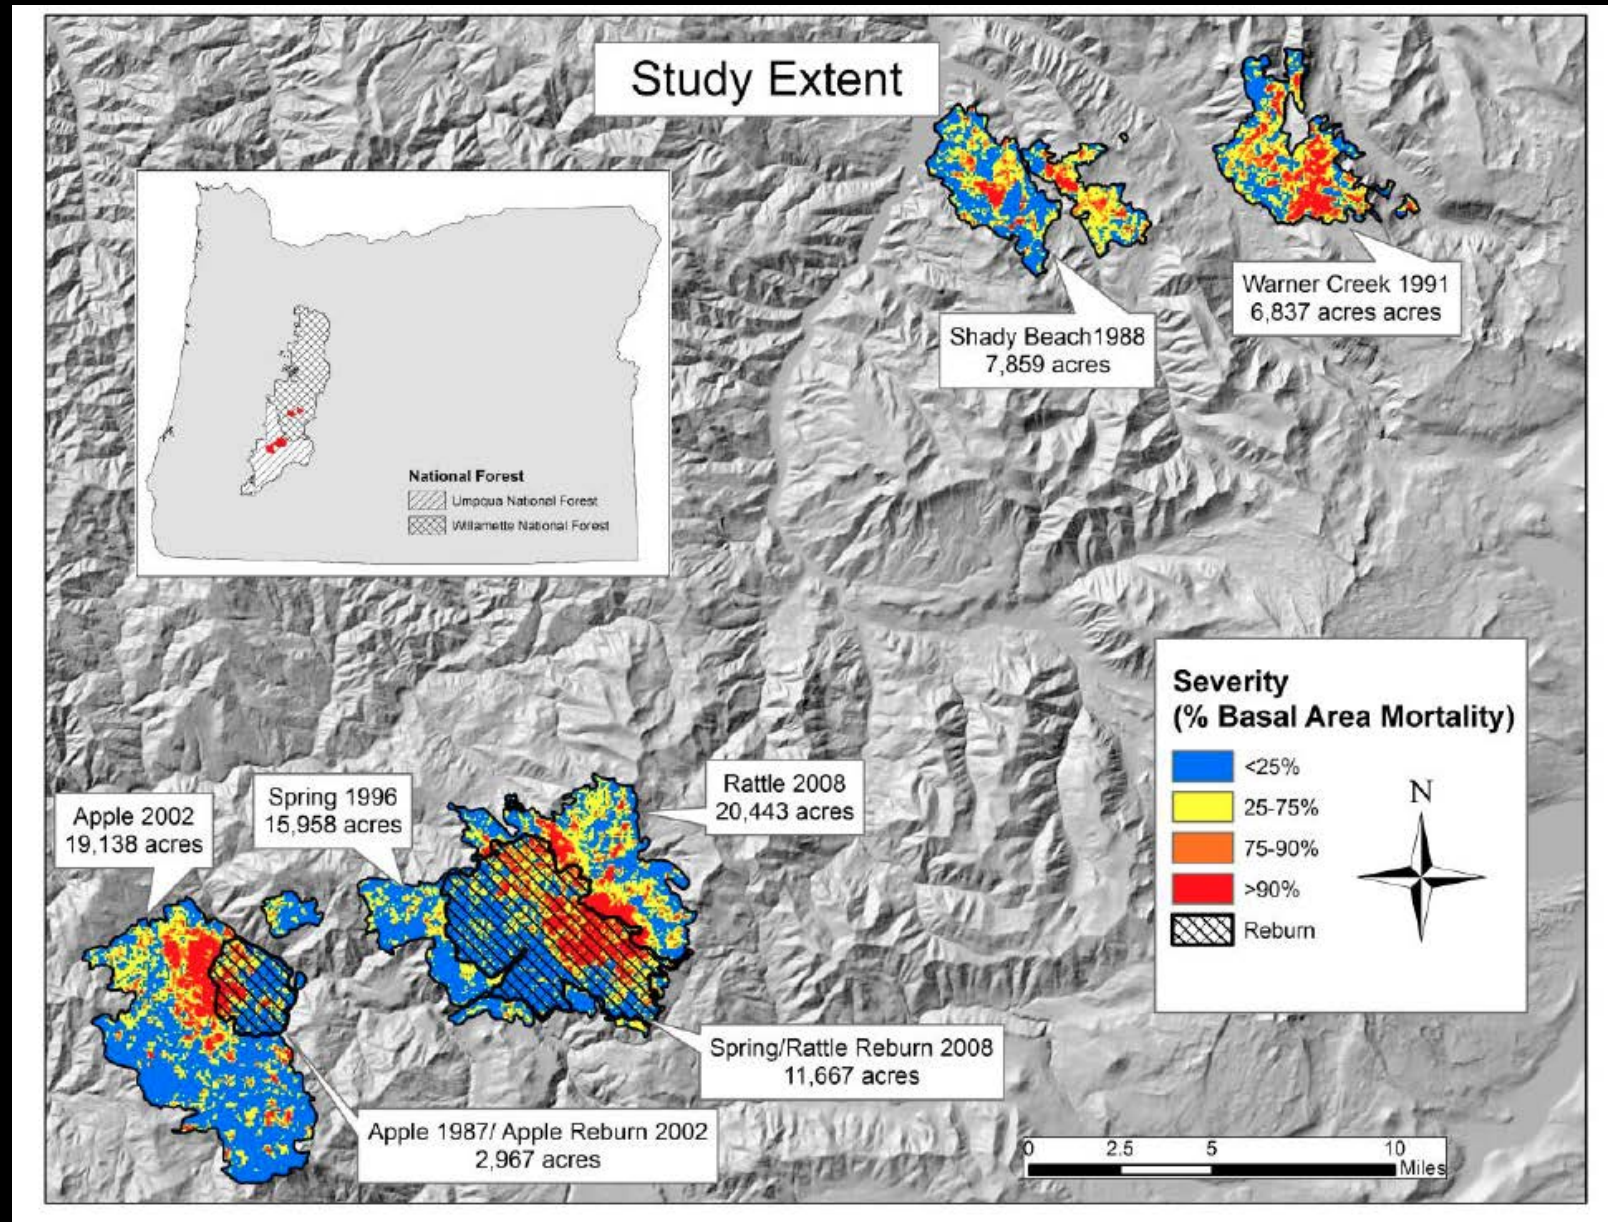 Study Extent
National Forest
Umpqua National Forest
Willamette National Forest
Warner Creek 1991
6,837 acres acres
Shady Beach1988
7,859 acres
Severity
(% Basal Area Mortality)
<25%
25-75%
75-90%
>90%
Reburn
N
Rattle 2008
20,443 acres
Spring 1996
15,958 acres
Apple 2002
19,138 acres
Spring/Rattle Reburn 2008
11,667 acres
Apple 1987/ Apple Reburn 2002
2,967 acres
0 2.5 5 10
Miles